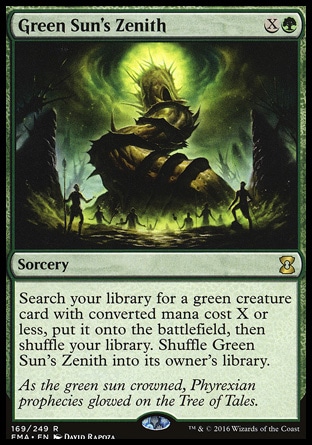 Green Sun's Zenith X
Sorcery
Search your library for a green creature
card with converted mana cost X or
less, put it onto the battlefield, then
shuffle your library. Shuffle Green
Sun's Zenith into its owner's library.
As the green sun crowned, Phyrexian
prophecies glowed on the Tree of Tales.
169/249 R
EMA • EN DAVID RAPOZA
™ & © 2016 Wizards of the Coast